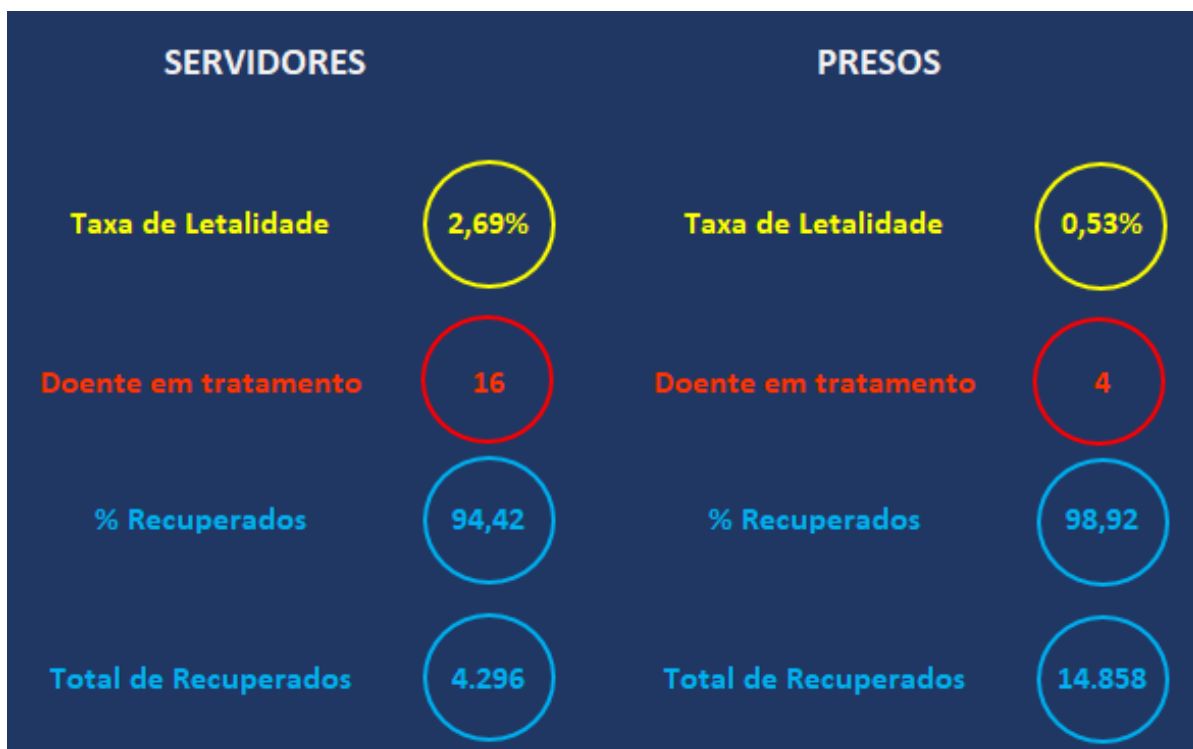 SERVIDORES
PRESOS
Taxa de Letalidade 2,69%
Taxa de Letalidade 0,53%
Doente em tratamento 16
Doente em tratamento 4
% Recuperados 94,42
% Recuperados 98,92
Total de Recuperados 4.296
Total de Recuperados 14.858